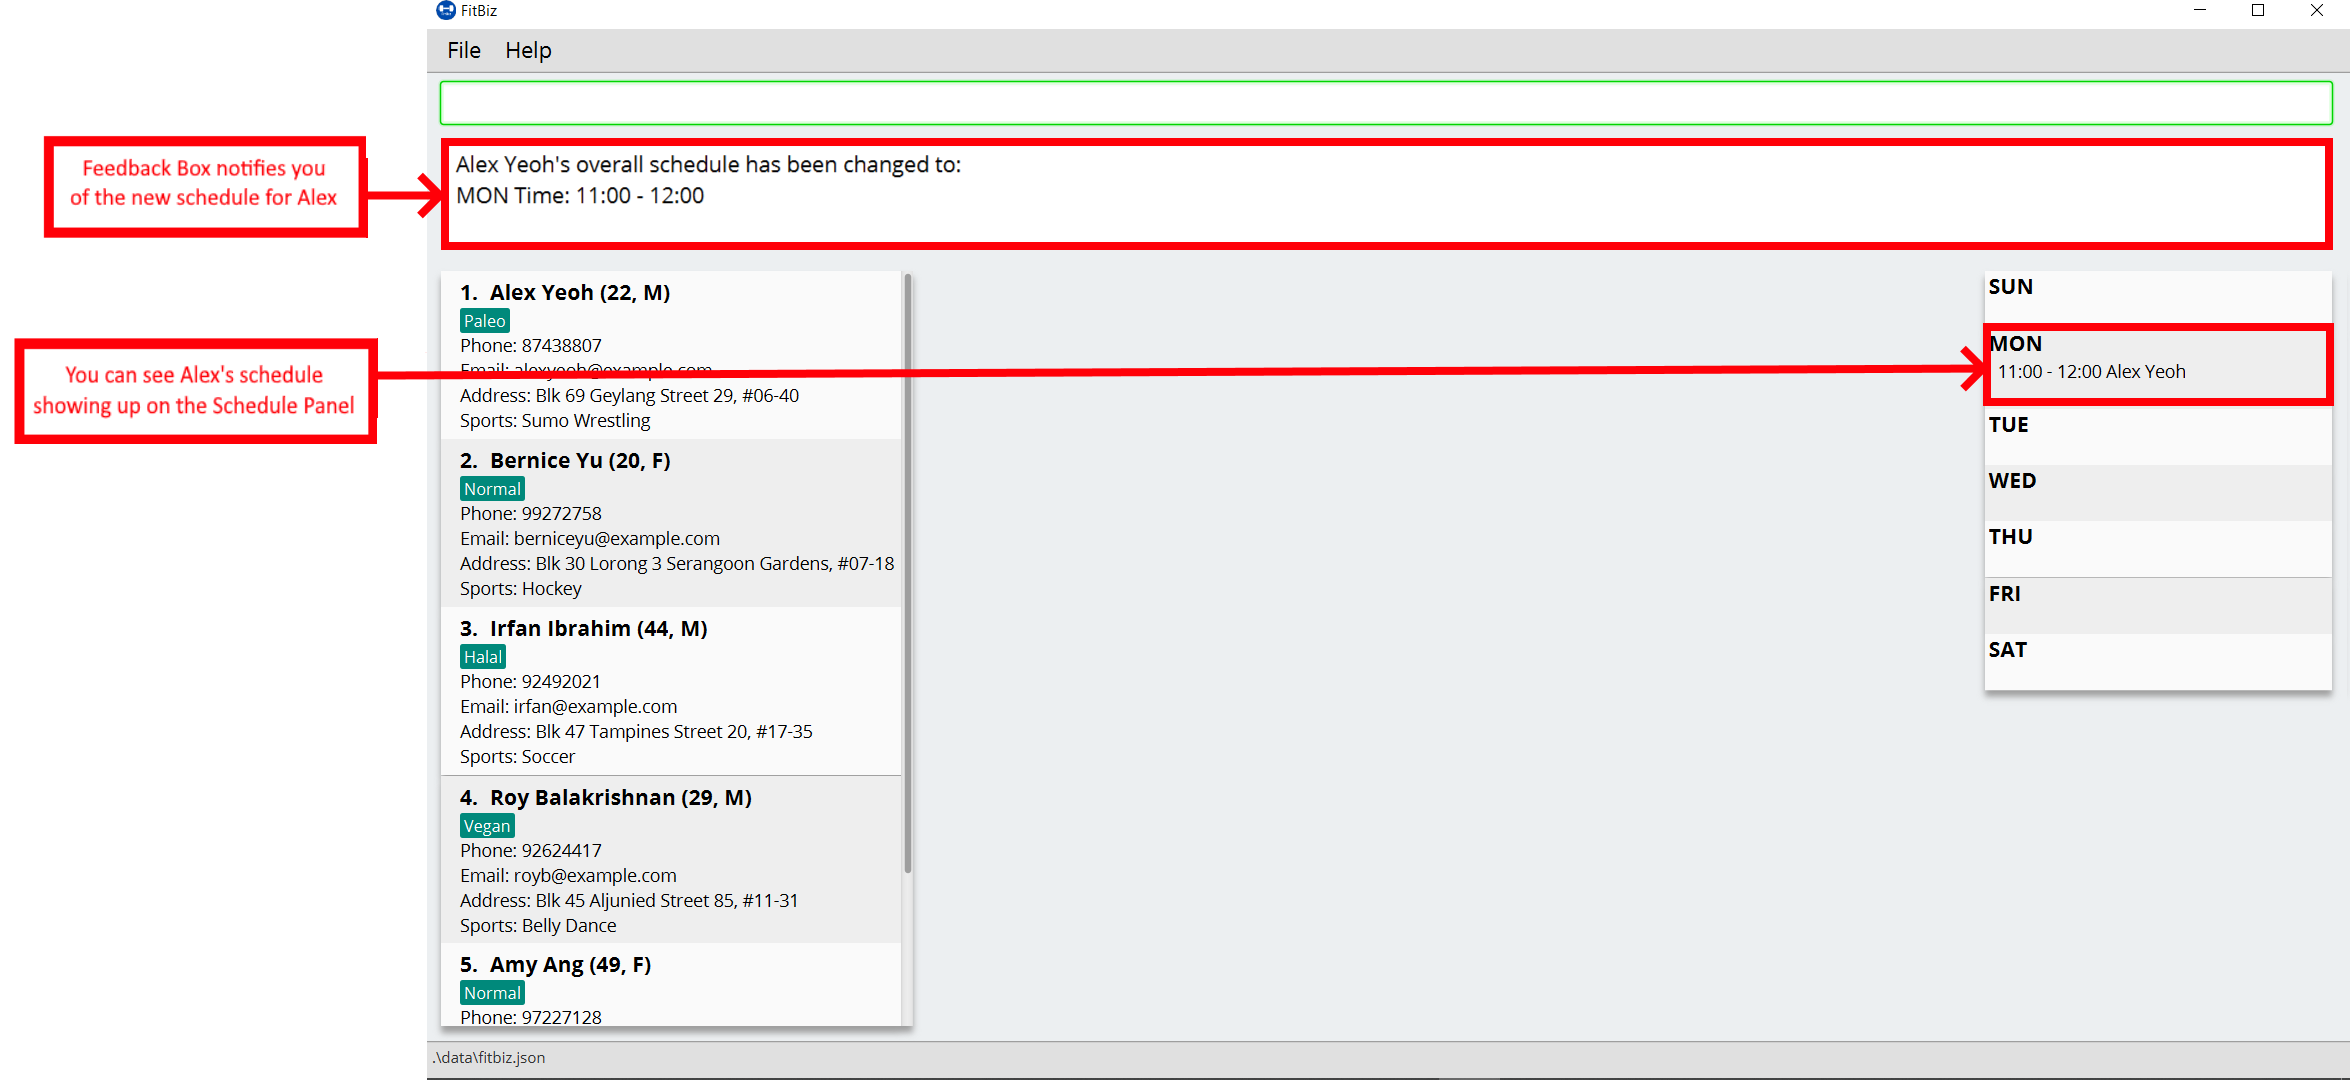 FitBiz
File Help
Feedback Box notifies you
of the new schedule for Alex
Alex Yeoh's overall schedule has been changed to:
MON Time: 11:00 - 12:00
You can see Alex's schedule
showing up on the Schedule Panel
1. Alex Yeoh (22, M)
Paleo
Phone: 87438807
Email: alexyeoh@example.com
Address: Blk 69 Geylang Street 29, #06-40
Sports: Sumo Wrestling
2. Bernice Yu (20, F)
Normal
Phone: 99272758
Email: berniceyu@example.com
Address: Blk 30 Lorong 3 Serangoon Gardens, #07-18
Sports: Hockey
3. Irfan Ibrahim (44, M)
Halal
Phone: 92492021
Email: irfan@example.com
Address: Blk 47 Tampines Street 20, #17-35
Sports: Soccer
4. Roy Balakrishnan (29, M)
Vegan
Phone: 92624417
Email: royb@example.com
Address: Blk 45 Aljunied Street 85, #11-31
Sports: Belly Dance
5. Amy Ang (49, F)
Normal
Phone: 97227128
SUN
MON
11:00 - 12:00 Alex Yeoh
TUE
WED
THU
FRI
SAT
.\data\fitbiz.json